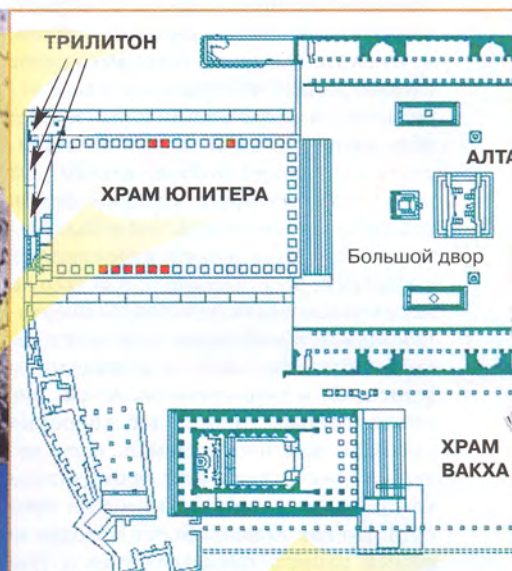 ТРИЛИТОН
ХРАМ ЮПИТЕРА
АЛТА
Большой двор
ХРАМ
ВАКХА